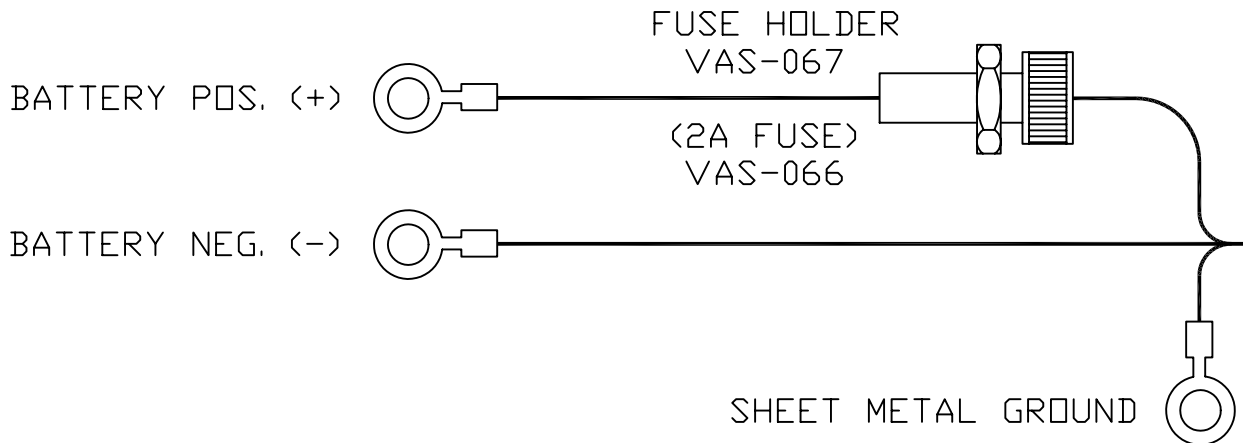 FUSE HOLDER
VAS-067
BATTERY POS. (+)
(2A FUSE)
VAS-066
BATTERY NEG. (-)
SHEET METAL GROUND